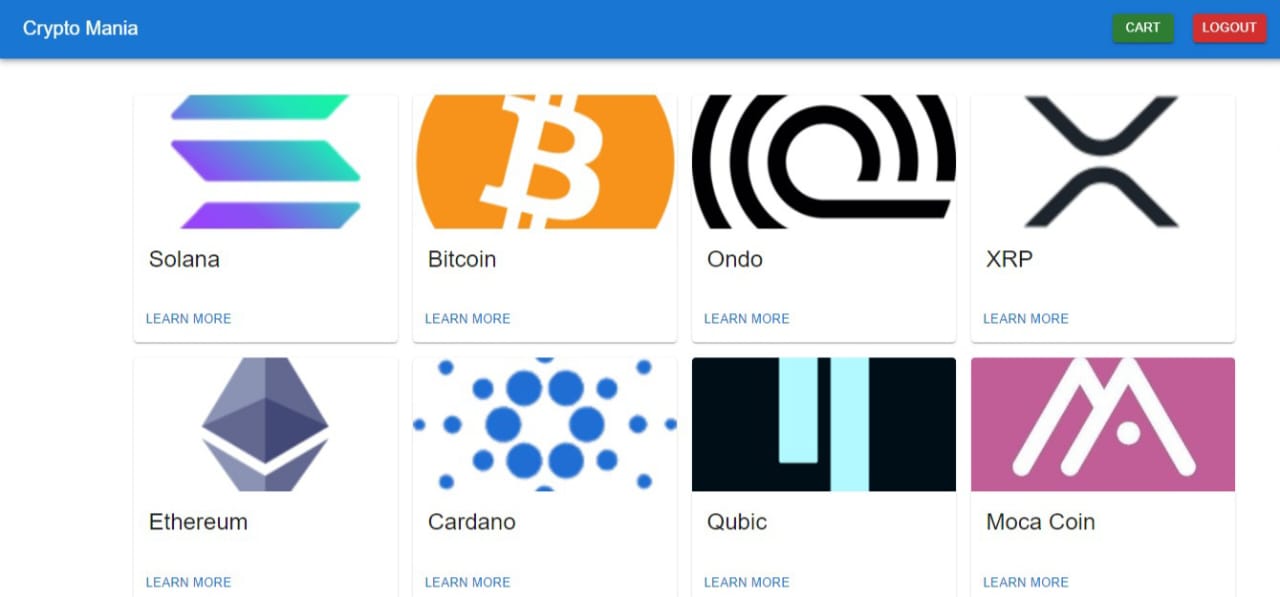 Crypto Mania CART LOGOUT
Solana Bitcoin Ondo XRP
LEARN MORE LEARN MORE LEARN MORE LEARN MORE
Ethereum Cardano Qubic Moca Coin
LEARN MORE LEARN MORE LEARN MORE LEARN MORE